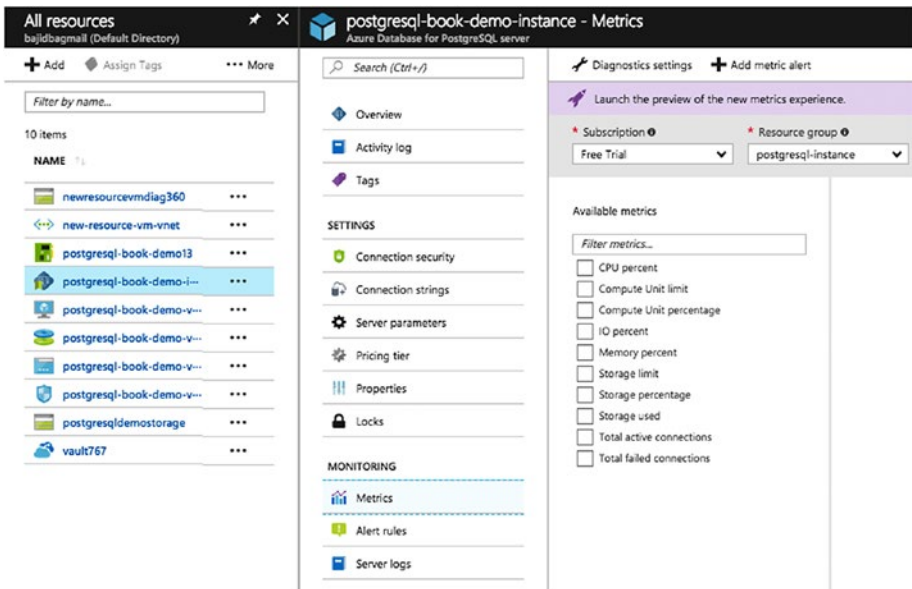 All resources
bajidbagmail (Default Directory)
Add
Assign Tags
••• More
Filter by name...
10 items
NAME
newresourcevmdiag360
new-resource-vm-vnet
postgresql-book-demo13
postgresql-book-demo-i···
postgresql-book-demo-v···
postgresql-book-demo-v···
postgresql-book-demo-v···
postgresql-book-demo-v···
postgresqldemostorage
vault767
postgresql-book-demo-instance - Metrics
Azure Database for PostgreSQL server
Search (Ctrl+/)
Overview
Activity log
Tags
SETTINGS
Connection security
Connection strings
Server parameters
Pricing tier
Properties
Locks
MONITORING
Metrics
Alert rules
Server logs
Diagnostics settings
Add metric alert
Launch the preview of the new metrics experience.
* Subscription
* Resource group
Free Trial
postgresql-instance
Available metrics
Filter metrics...
CPU percent
Compute Unit limit
Compute Unit percentage
IO percent
Memory percent
Storage limit
Storage percentage
Storage used
Total active connections
Total failed connections